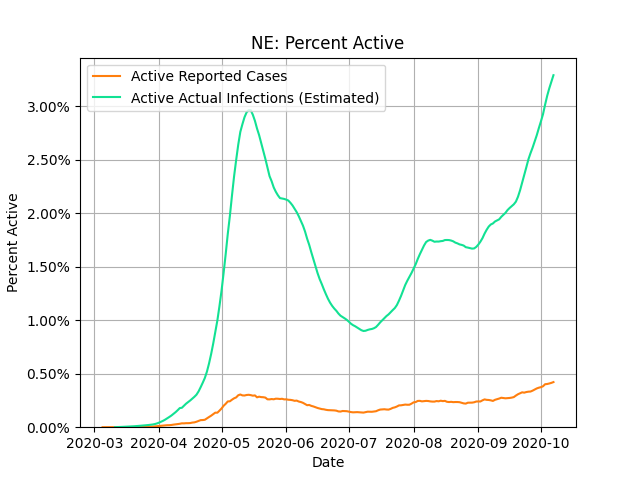 NE: Percent Active
Active Reported Cases
Active Actual Infections (Estimated)
Percent Active
3.00%
2.50%
2.00%
1.50%
1.00%
0.50%
0.00%
2020-03 2020-04 2020-05 2020-06 2020-07 2020-08 2020-09 2020-10
Date